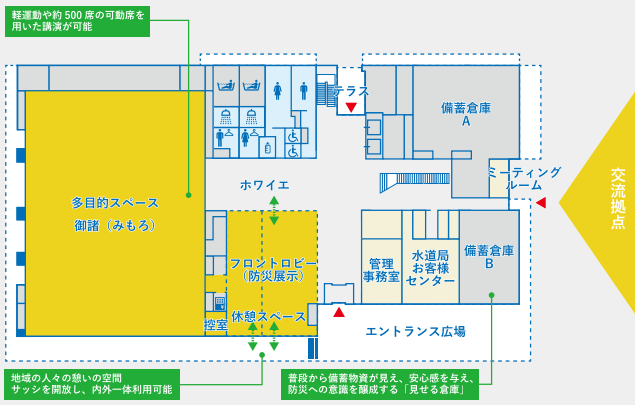 軽運動や約500席の可動席を
用いた講演が可能
テラス
備蓄倉庫
A
ミーティング
ルーム
交流拠点
ホワイエ
多目的スペース
御諸（みもろ）
フロントロビー
（防災展示）
管理
事務室
水道局
お客様
センター
備蓄倉庫
B
休憩スペース
控室
エントランス広場
地域の人々の憩いの空間
サッシを開放し、内外一体利用可能
普段から備蓄物資が見え、安心感を与え、
防災への意識を醸成する「見せる倉庫」